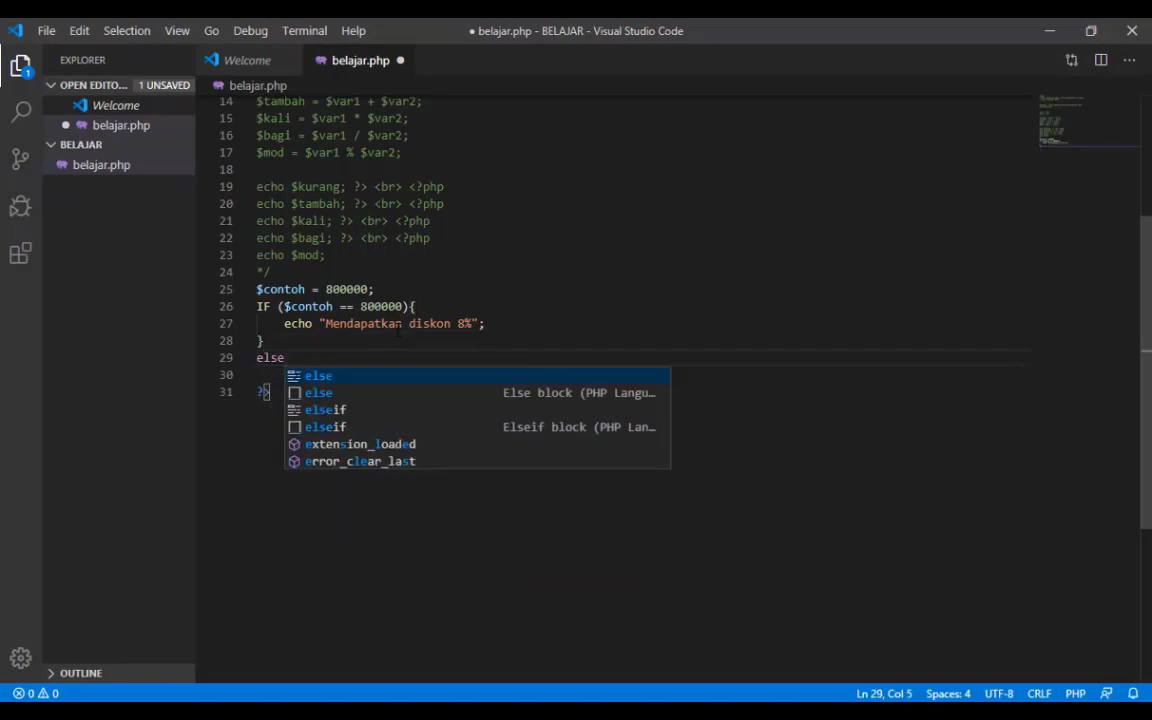 File Edit Selection View Go Debug Terminal Help
● belajar.php - BELAJAR - Visual Studio Code
EXPLORER
Welcome
belajar.php ●
OPEN EDITO... 1 UNSAVED
belajar.php
Welcome
● belajar.php
BELAJAR
belajar.php
14 $tambah = $var1 + $var2;
15 $kali = $var1 * $var2;
16 $bagi = $var1 / $var2;
17 $mod = $var1 % $var2;
18
19 echo $kurang; ?> <br> <?php
20 echo $tambah; ?> <br> <?php
21 echo $kali; ?> <br> <?php
22 echo $bagi; ?> <br> <?php
23 echo $mod;
24 */
25 $contoh = 800000;
26 IF ($contoh == 800000){
27 echo "Mendapatkan diskon 8%";
28 }
29 else
30
31 ?>
else
else Else block (PHP Langu...
elseif
elseif Elseif block (PHP Lan...
extension_loaded
error_clear_last
OUTLINE
0 0
Ln 29, Col 5 Spaces: 4 UTF-8 CRLF PHP
1